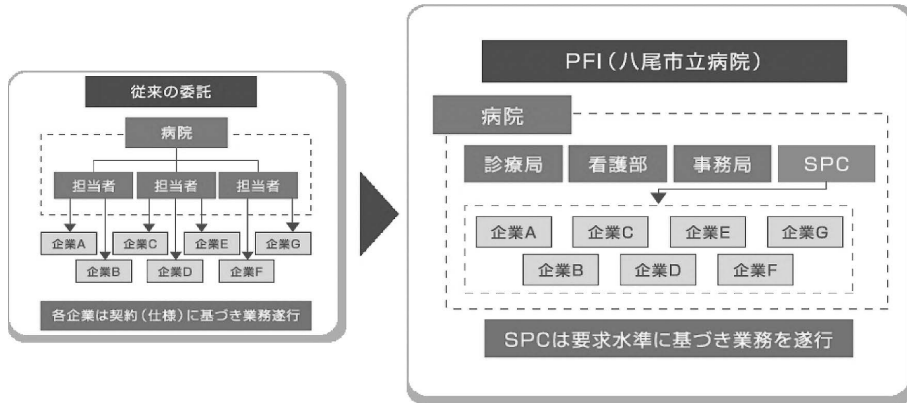 従来の委託
病院
担当者 担当者 担当者
企業A 企業C 企業E 企業G
企業B 企業D 企業F
各企業は契約(仕様)に基づき業務遂行
PFI(八尾市立病院)
病院
診療局 看護部 事務局 SPC
企業A 企業C 企業E 企業G
企業B 企業D 企業F
SPCは要求水準に基づき業務を遂行